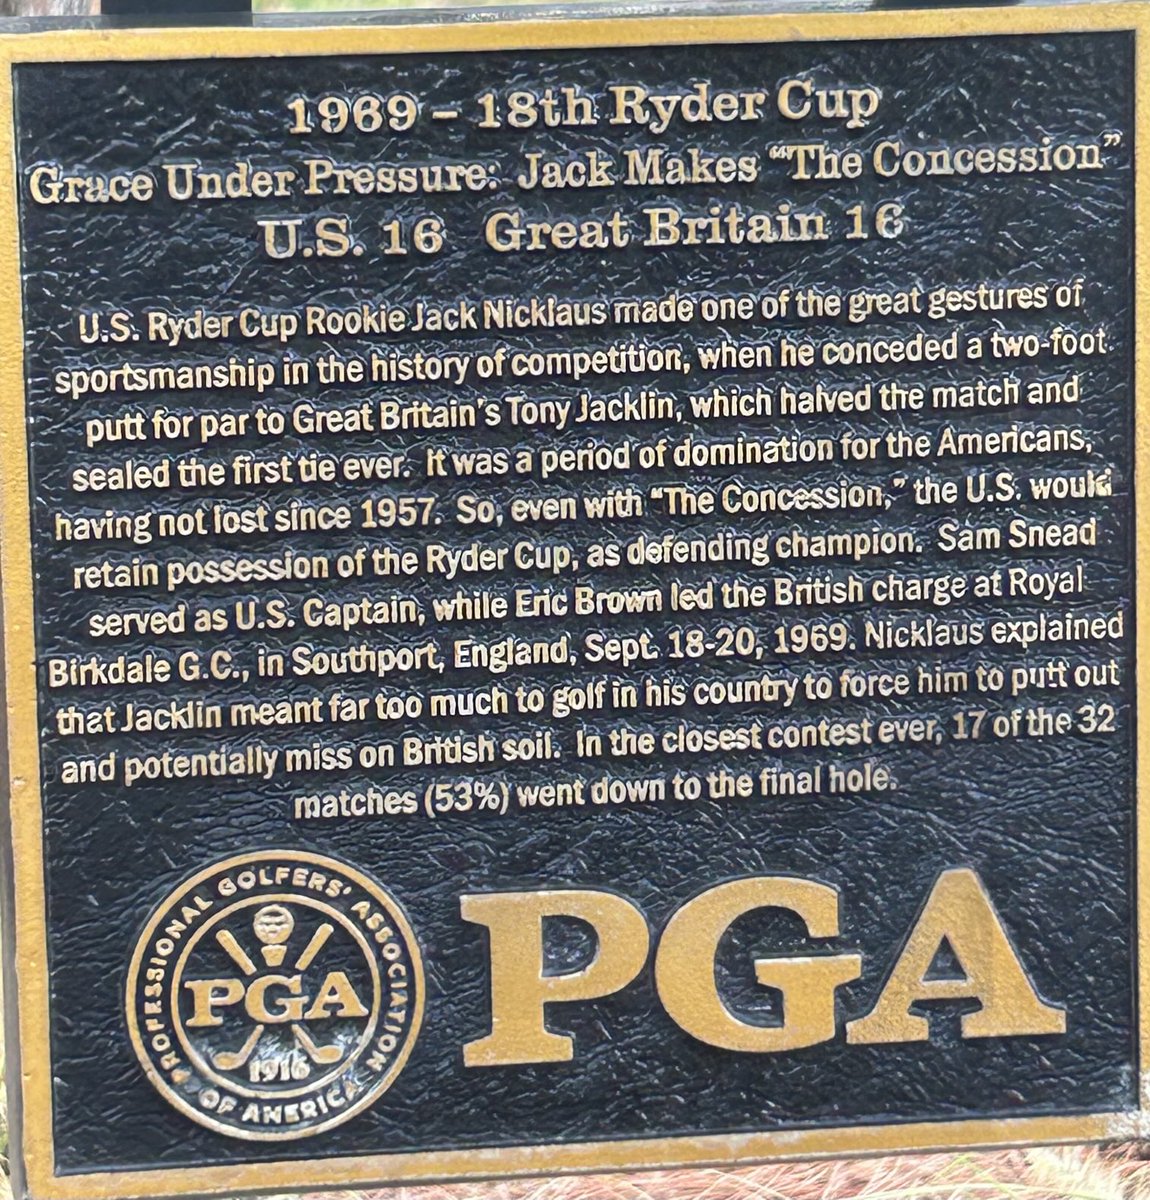 1969 – 18th Ryder Cup
Grace Under Pressure: Jack Makes “The Concession”
U.S. 16 Great Britain 16
U.S. Ryder Cup Rookie Jack Nicklaus made one of the great gestures of
sportsmanship in the history of competition, when he conceded a two-foot
putt for par to Great Britain's Tony Jacklin, which halved the match and
sealed the first tie ever. It was a period of domination for the Americans,
having not lost since 1957. So, even with “The Concession,” the U.S. would
retain possession of the Ryder Cup, as defending champion. Sam Snead
served as U.S. Captain, while Eric Brown led the British charge at Royal
Birkdale G.C., in Southport, England, Sept. 18-20, 1969. Nicklaus explained
that Jacklin meant far too much to golf in his country to force him to putt out
and potentially miss on British soil. In the closest contest ever, 17 of the 32
matches (53%) went down to the final hole.
PROFESSIONAL GOLFERS' ASSOCIATION
OF AMERICA
PGA
1916
PGA